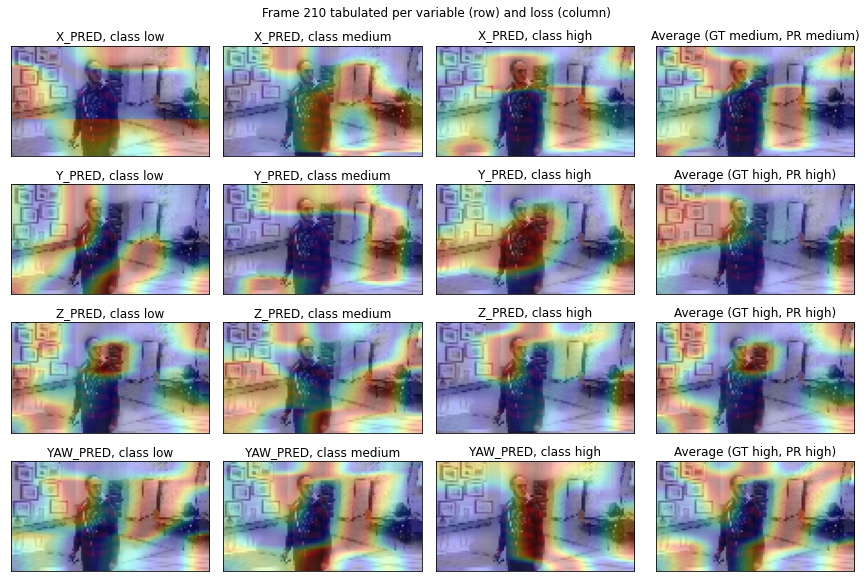 Frame 210 tabulated per variable (row) and loss (column)
X_PRED, class low
X_PRED, class medium
X_PRED, class high
Average (GT medium, PR medium)
Y_PRED, class low
Y_PRED, class medium
Y_PRED, class high
Average (GT high, PR high)
Z_PRED, class low
Z_PRED, class medium
Z_PRED, class high
Average (GT high, PR high)
YAW_PRED, class low
YAW_PRED, class medium
YAW_PRED, class high
Average (GT high, PR high)